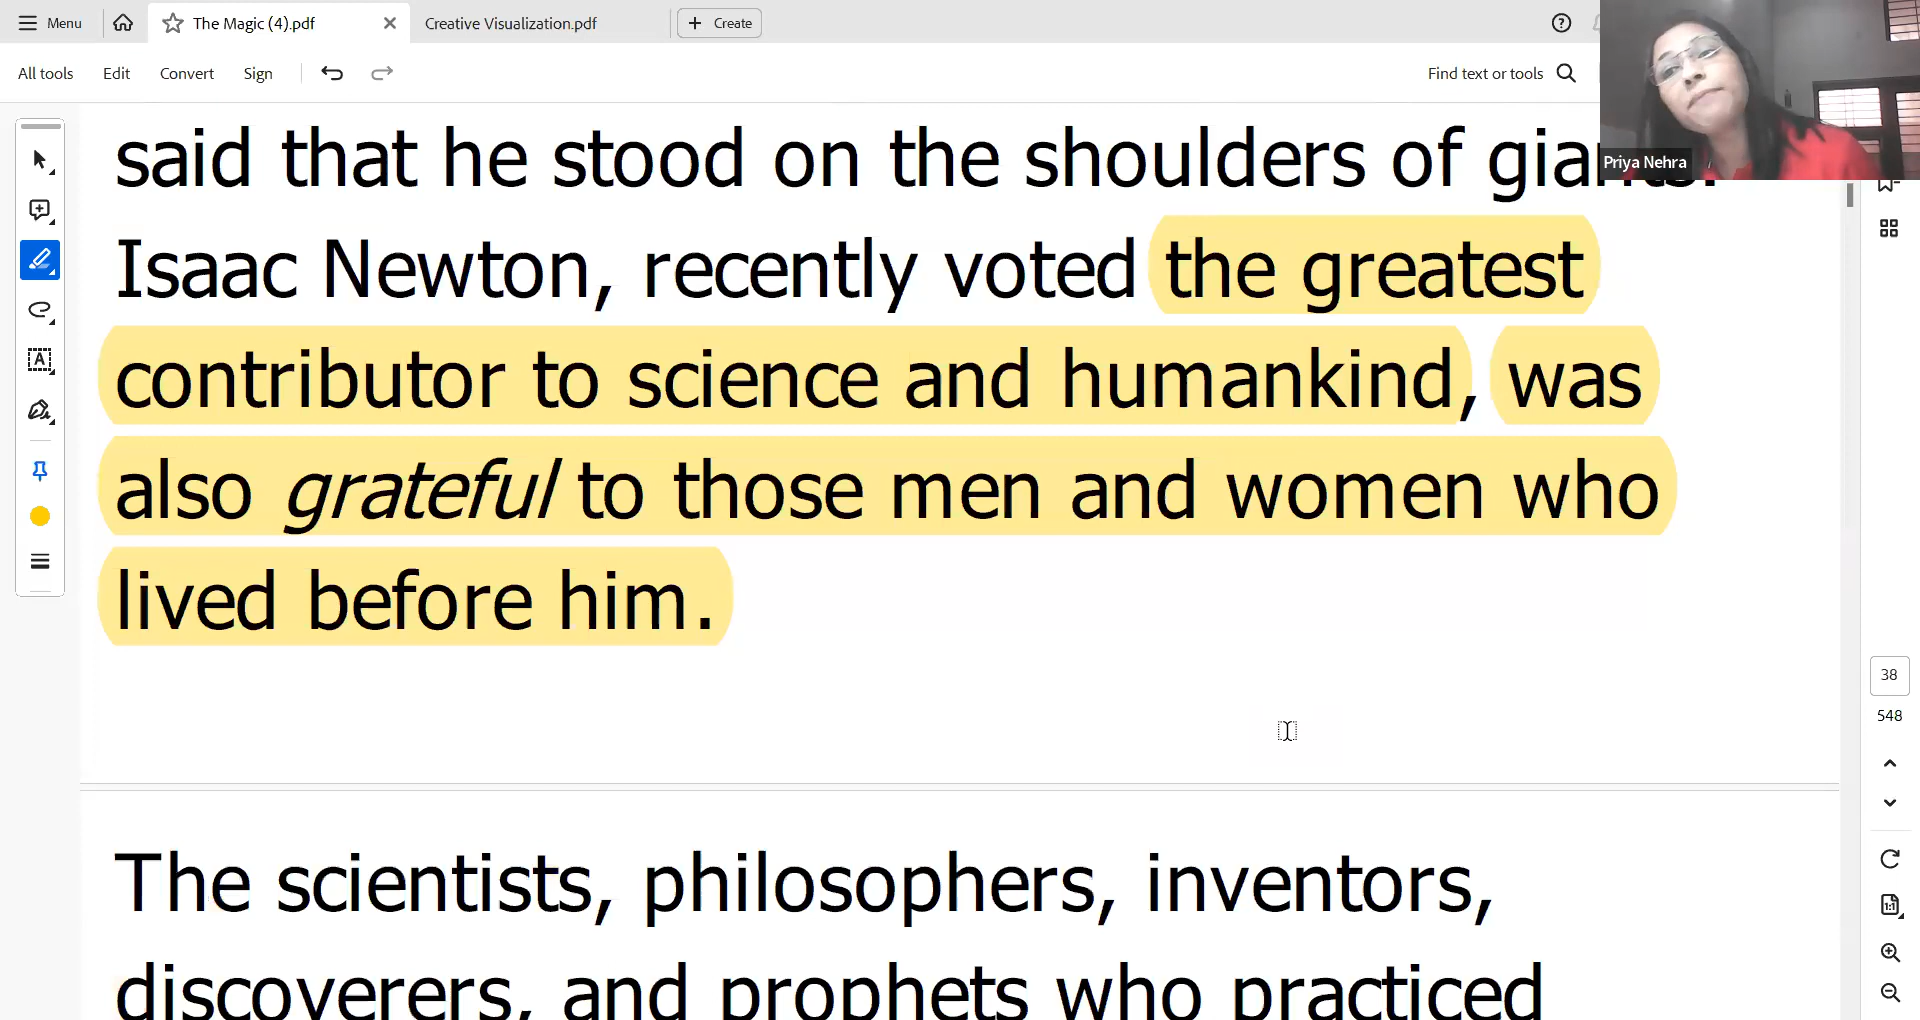 Menu
The Magic (4).pdf
Creative Visualization.pdf
Create
All tools
Edit
Convert
Sign
Find text or tools
Priya Nehra
said that he stood on the shoulders of giants.
Isaac Newton, recently voted the greatest
contributor to science and humankind, was
also grateful to those men and women who
lived before him.
38
548
The scientists, philosophers, inventors,
discoverers, and prophets who practiced